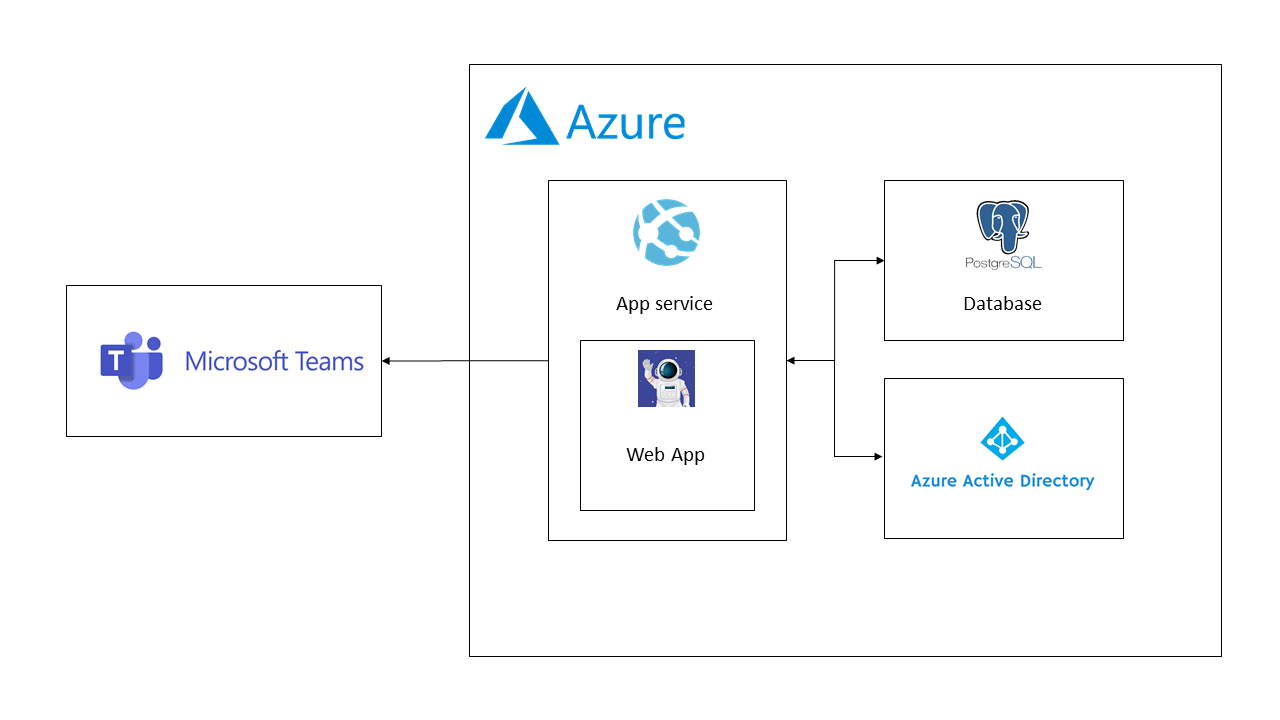 Azure
App service
PostgreSQL
Database
T
Microsoft Teams
Web App
Azure Active Directory